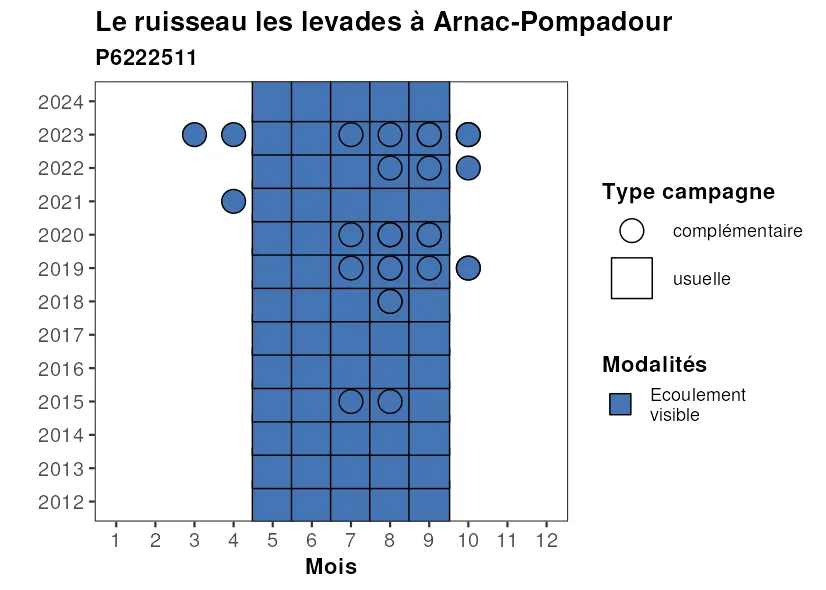 Le ruisseau les levades à Arnac-Pompadour
P6222511
2024
2023
2022
2021
2020
2019
2018
2017
2016
2015
2014
2013
2012
1 2 3 4 5 6 7 8 9 10 11 12
Mois
Type campagne
complémentaire
usuelle
Modalités
Ecoulement
visible